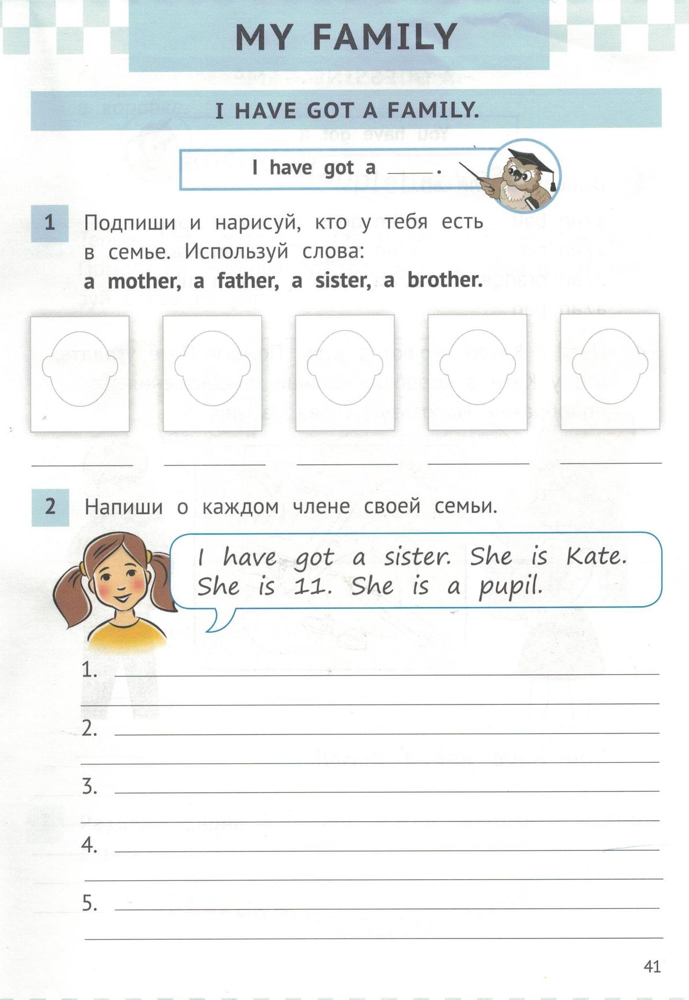 MY FAMILY
I HAVE GOT A FAMILY.
I have got a _____.
1 Подпиши и нарисуй, кто у тебя есть
в семье. Используй слова:
a mother, a father, a sister, a brother.
2 Напиши о каждом члене своей семьи.
I have got a sister. She is Kate.
She is 11. She is a pupil.
1.
2.
3.
4.
5.
41